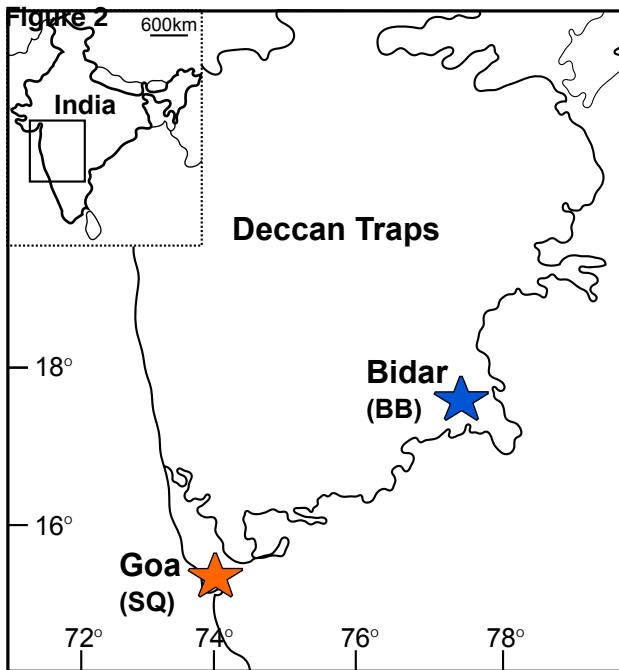 Figure 2
600km
India
Deccan Traps
18°
Bidar
(BB)
16°
Goa
(SQ)
72°
74°
76°
78°